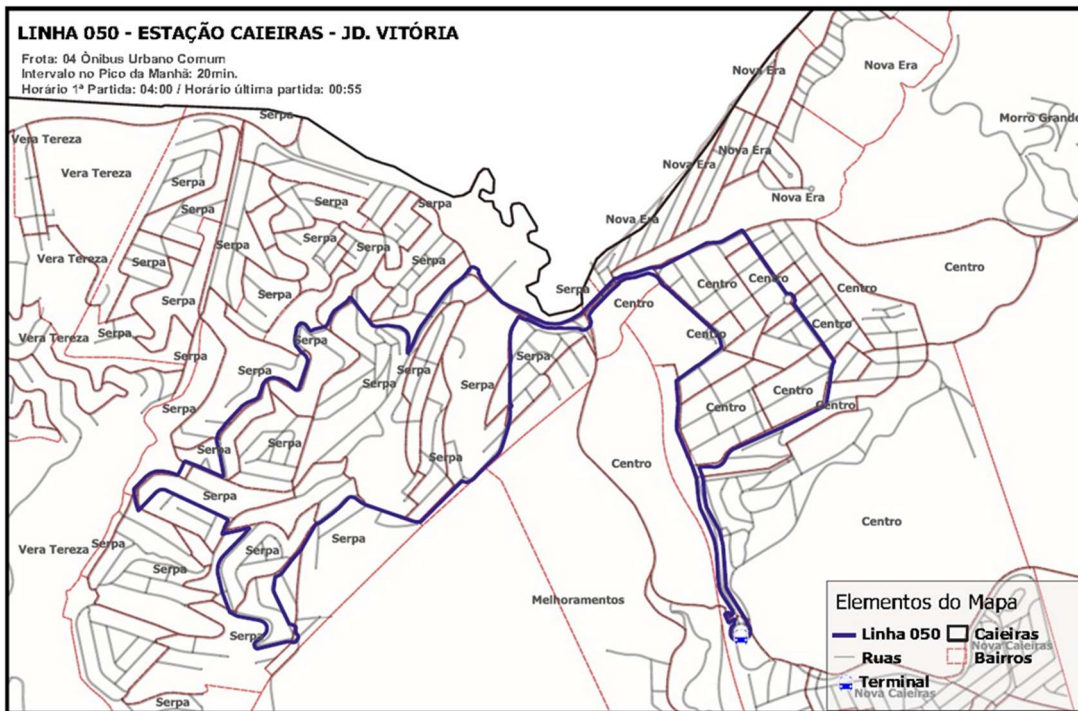 LINHA 050 - ESTAÇÃO CAIEIRAS - JD. VITÓRIA
Frota: 04 Ônibus Urbano Comum
Intervalo no Pico da Manhã: 20min.
Horário 1ª Partida: 04:00 / Horário última partida: 00:55
Nova Era
Nova Era
Serpa
Morro Grande
Vera Tereza
Nova Era
Nova Era
Vera Tereza
Serpa
Nova Era
Serpa
Serpa
Serpa
Nova Era
Serpa
Serpa
Serpa
Vera Tereza
Serpa
Serpa
Centro
Serpa
Serpa
Centro
Centro
Centro
Serpa
Centro
Centro
Vera Tereza
Serpa
Serpa
Centro
Serpa
Serpa
Serpa
Serpa
Serpa
Centro
Serpa
Centro
Centro
Serpa
Serpa
Serpa
Centro
Serpa
Centro
Serpa
Serpa
Vera Tereza
Serpa
Serpa
Melhoramentos
Serpa
Serpa
Elementos do Mapa
Linha 050
Caieiras
Nova Caieiras
Ruas
Bairros
Terminal
Nova Caieiras